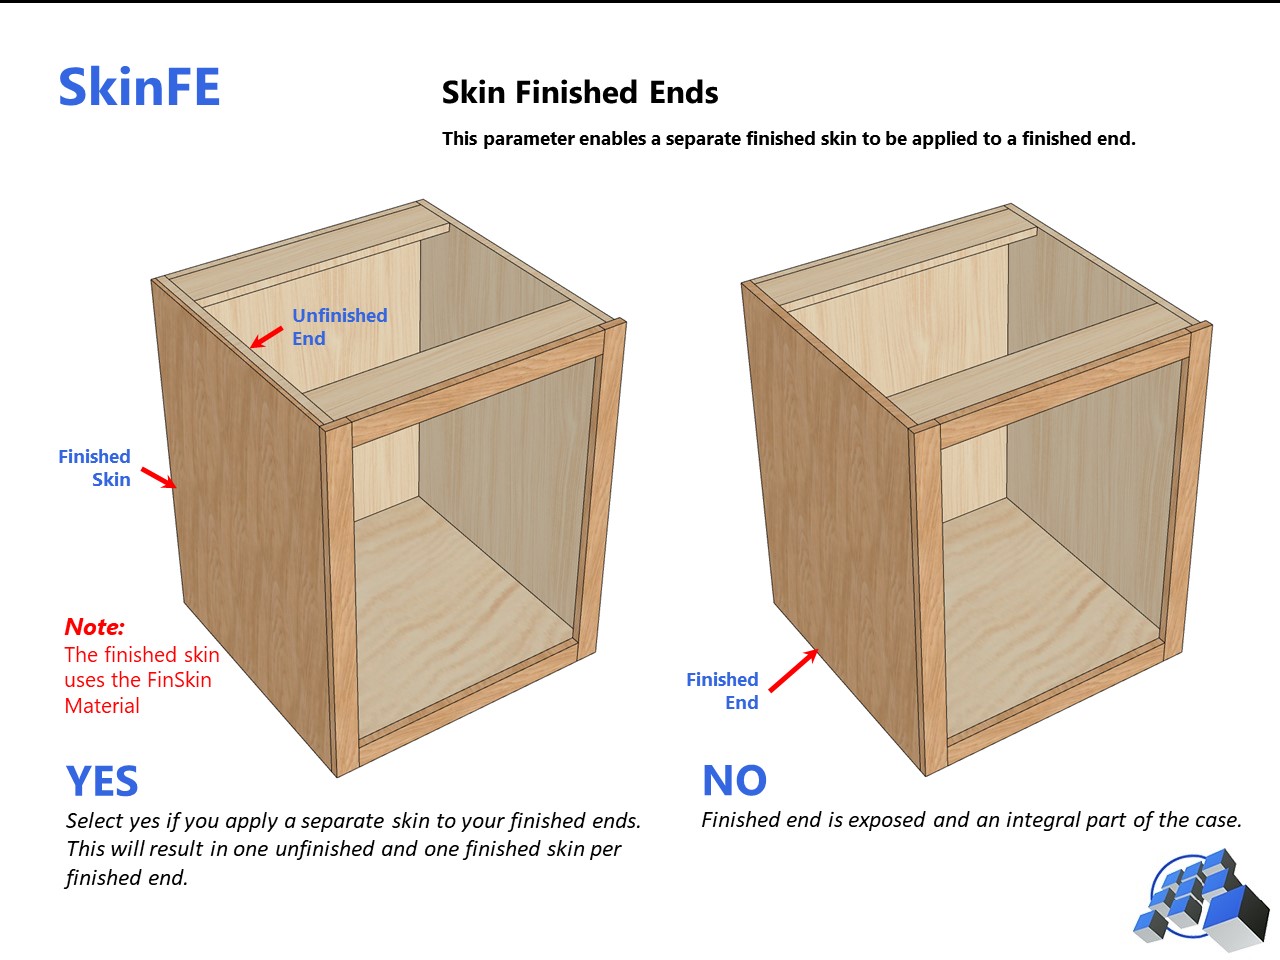 SkinFE
Skin Finished Ends
This parameter enables a separate finished skin to be applied to a finished end.
Unfinished
End
Finished
Skin
Note:
The finished skin
uses the FinSkin
Material
Finished
End
YES
Select yes if you apply a separate skin to your finished ends.
This will result in one unfinished and one finished skin per
finished end.
NO
Finished end is exposed and an integral part of the case.